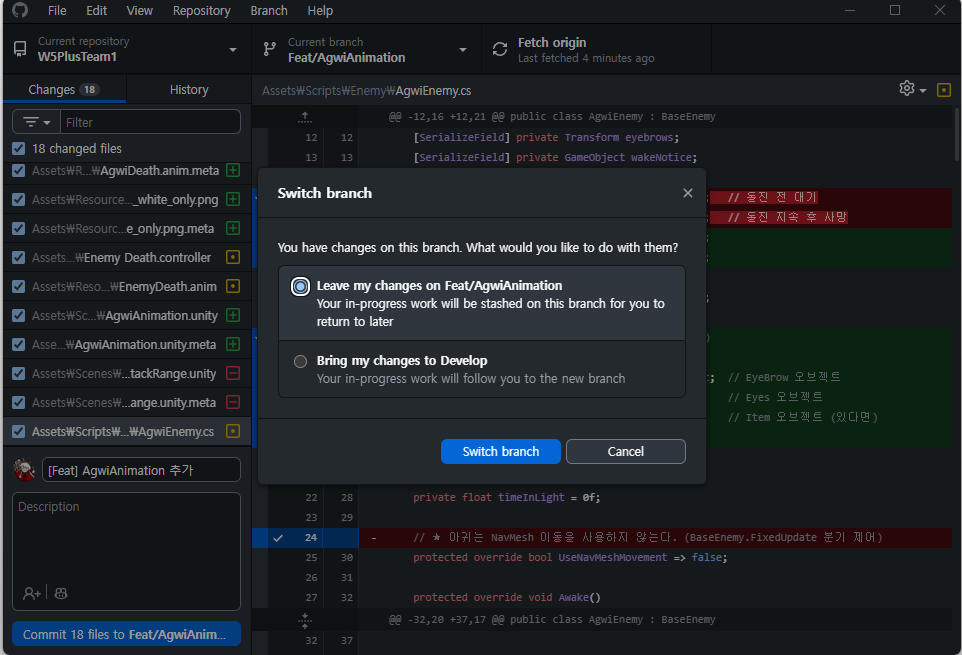 File Edit View Repository Branch Help
Current repository
W5PlusTeam1
Current branch
Feat/AgwiAnimation
Fetch origin
Last fetched 4 minutes ago
Changes 18
History
Filter
18 changed files
Assets₩R...₩AgwiDeath.anim.meta
Assets₩Resource..._white_only.png
Assets₩Resourc...e_only.png.meta
Assets...₩Enemy Death.controller
Assets₩Reso...₩EnemyDeath.anim
Assets₩Sc...₩AgwiAnimation.unity
Asse...₩AgwiAnimation.unity.meta
Assets₩Scenes₩...tackRange.unity
Assets₩Scenes₩...ange.unity.meta
Assets₩Scripts₩...₩AgwiEnemy.cs
[Feat] AgwiAnimation 추가
Description
Commit 18 files to Feat/AgwiAnim...
Assets₩Scripts₩Enemy₩AgwiEnemy.cs
@@ -12,16 +12,21 @@ public class AgwiEnemy : BaseEnemy
12 12 [SerializeField] private Transform eyebrows;
13 13 [SerializeField] private GameObject wakeNotice;
; // 동진 전 대기
; // 동진 지속 후 사망
;
;
;
)
; // EyeBrow 오브젝트
// Eyes 오브젝트
// Item 오브젝트 (있다면)
Switch branch
You have changes on this branch. What would you like to do with them?
Leave my changes on Feat/AgwiAnimation
Your in-progress work will be stashed on this branch for you to
return to later
Bring my changes to Develop
Your in-progress work will follow you to the new branch
Switch branch
Cancel
22 28 private float timeInLight = 0f;
23 29
24 - // ★ 아귀는 NavMesh 이동을 사용하지 않는다. (BaseEnemy.FixedUpdate 분기 제어)
25 30 protected override bool UseNavMeshMovement => false;
26 31
27 32 protected override void Awake()
@@ -32,20 +37,17 @@ public class AgwiEnemy : BaseEnemy
32 37